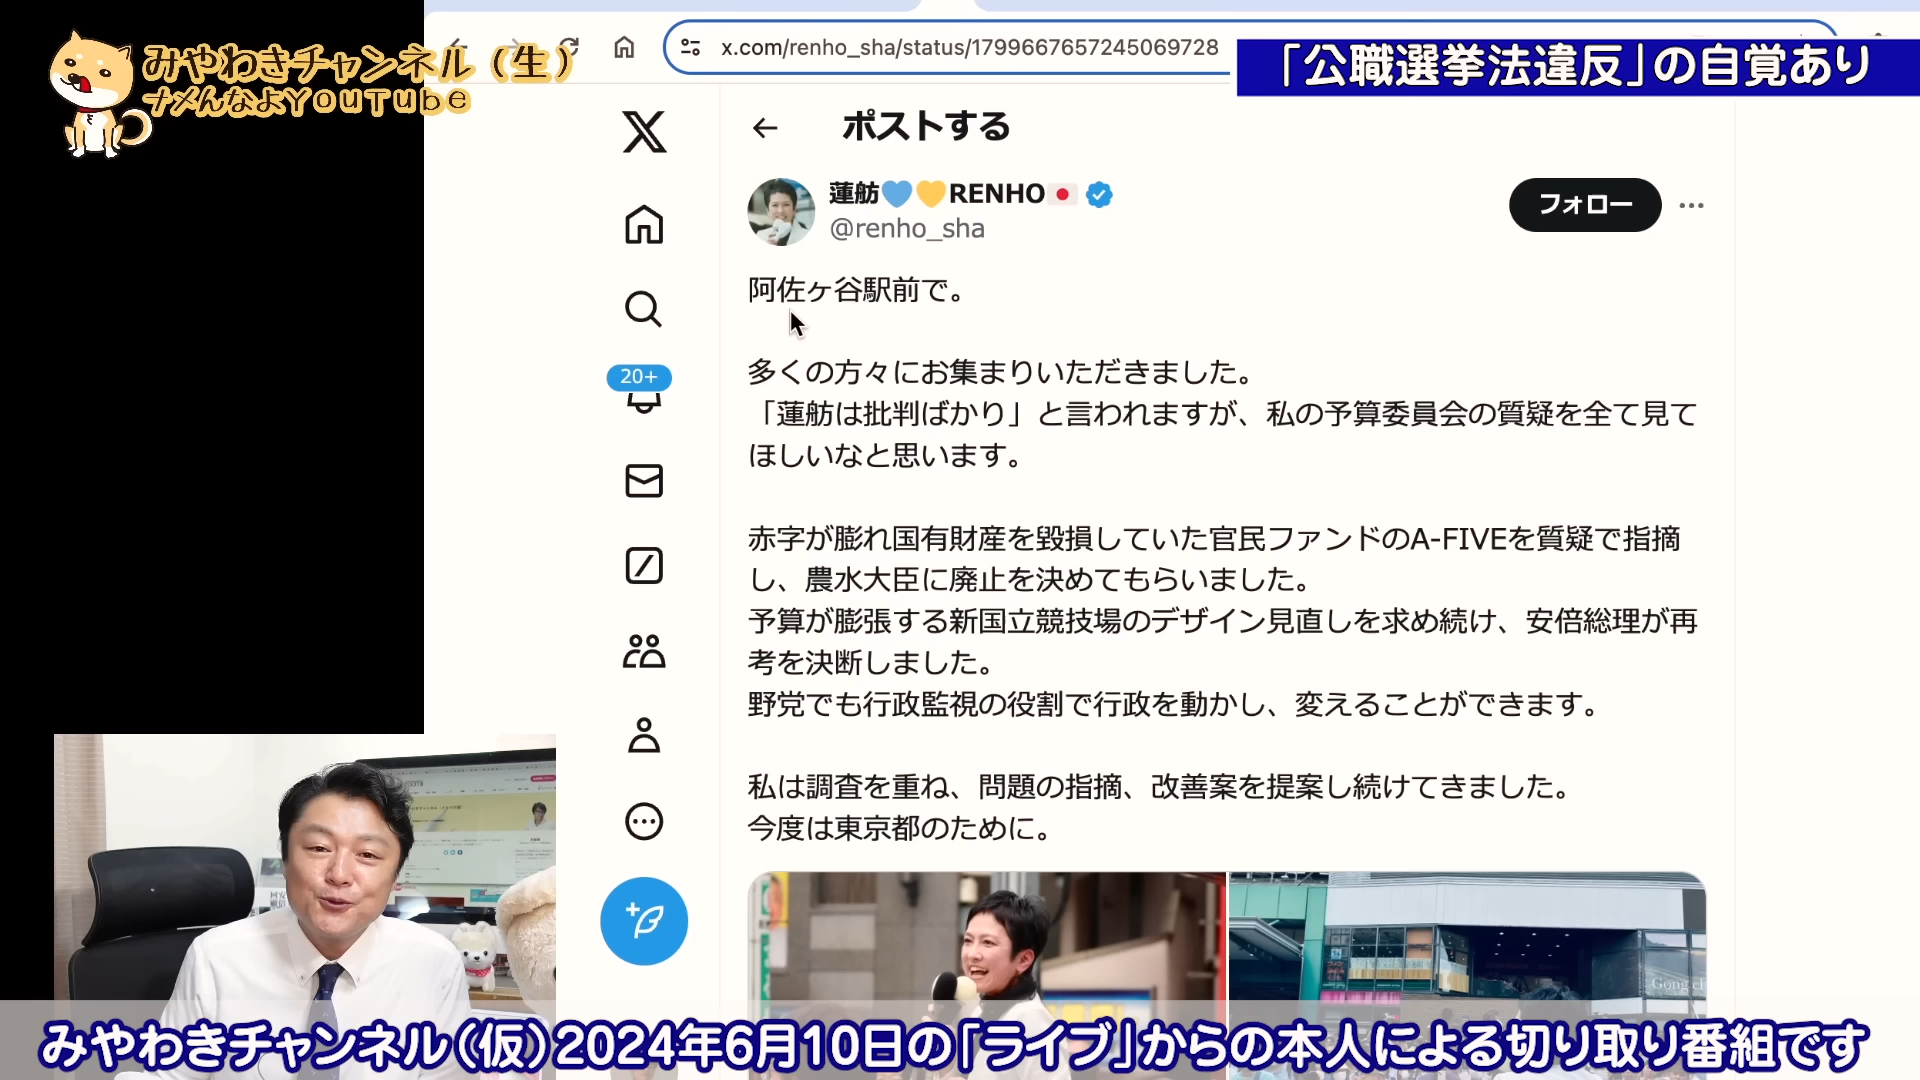 みやわきチャンネル（生）
ナメんなよYouTube
x.com/renho_sha/status/1799667657245069728
「公職選挙法違反」の自覚あり
ポストする
蓮舫💙💛RENHO🇯🇵
@renho_sha
フォロー
阿佐ヶ谷駅前で。
20+
多くの方々にお集まりいただきました。
「蓮舫は批判ばかり」と言われますが、私の予算委員会の質疑を全て見て
ほしいなと思います。
赤字が膨れ国有財産を毀損していた官民ファンドのA-FIVEを質疑で指摘
し、農水大臣に廃止を決めてもらいました。
予算が膨張する新国立競技場のデザイン見直しを求め続け、安倍総理が再
考を決断しました。
野党でも行政監視の役割で行政を動かし、変えることができます。
私は調査を重ね、問題の指摘、改善案を提案し続けてきました。
今度は東京都のために。
みやわきチャンネル（仮）2024年6月10日の「ライブ」からの本人による切り取り番組です